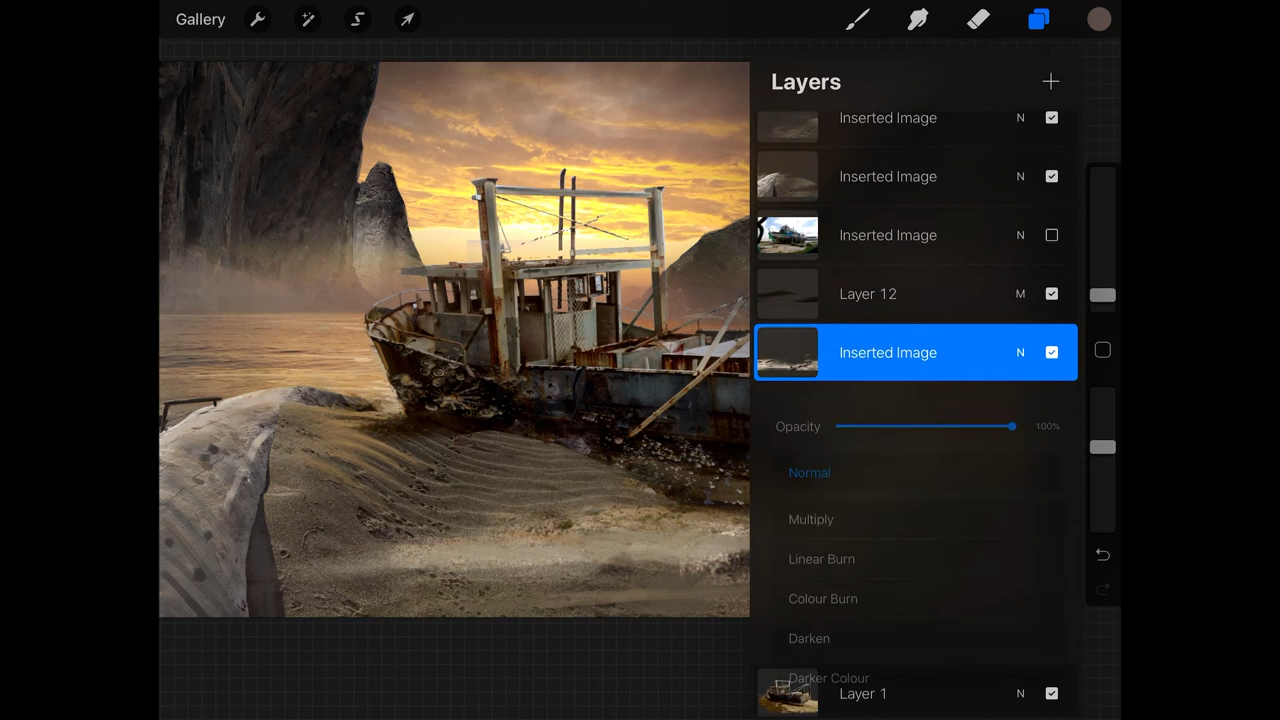 Gallery
Layers
Inserted Image N
Inserted Image N
Inserted Image N
Layer 12 M
Inserted Image N
Opacity 100%
Normal
Multiply
Linear Burn
Colour Burn
Darken
Darker Colour
Layer 1 N